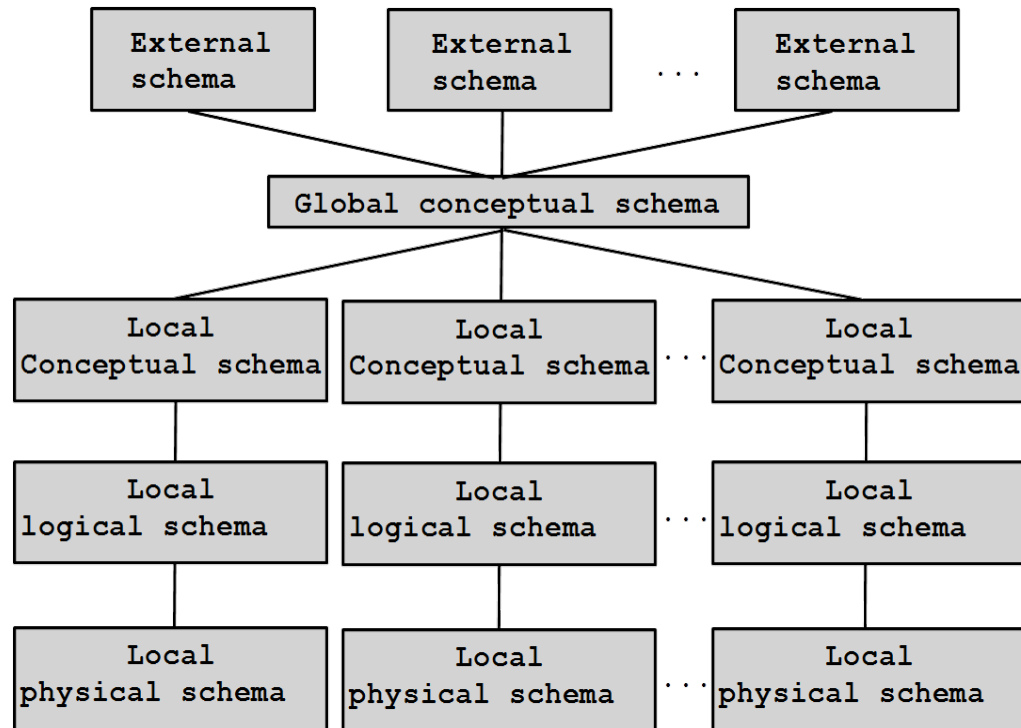 External
schema
External
schema
. . .
External
schema
Global conceptual schema
Local
Conceptual schema
Local
Conceptual schema
. . .
Local
Conceptual schema
Local
logical schema
Local
logical schema
. . .
Local
logical schema
Local
physical schema
Local
physical schema
. . .
Local
physical schema